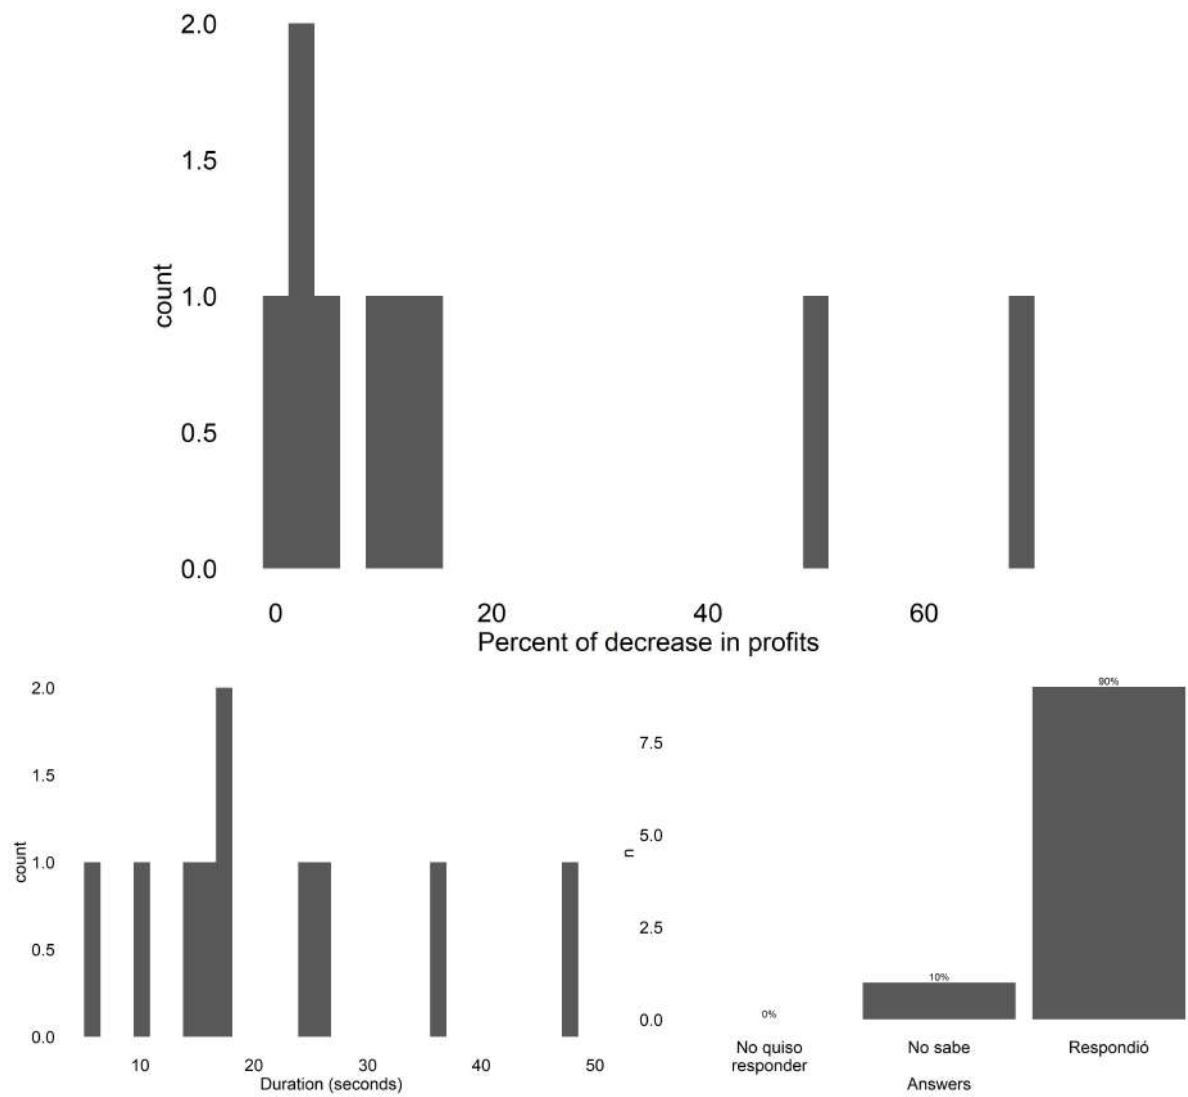 2.0
1.5
1.0
0.5
0.0
count
0 20 40 60
Percent of decrease in profits
2.0
1.5
1.0
0.5
0.0
count
10 20 30 40 50
Duration (seconds)
90%
7.5
5.0
2.5
0.0
n
10%
0%
No quiso
responder
No sabe
Respondió
Answers